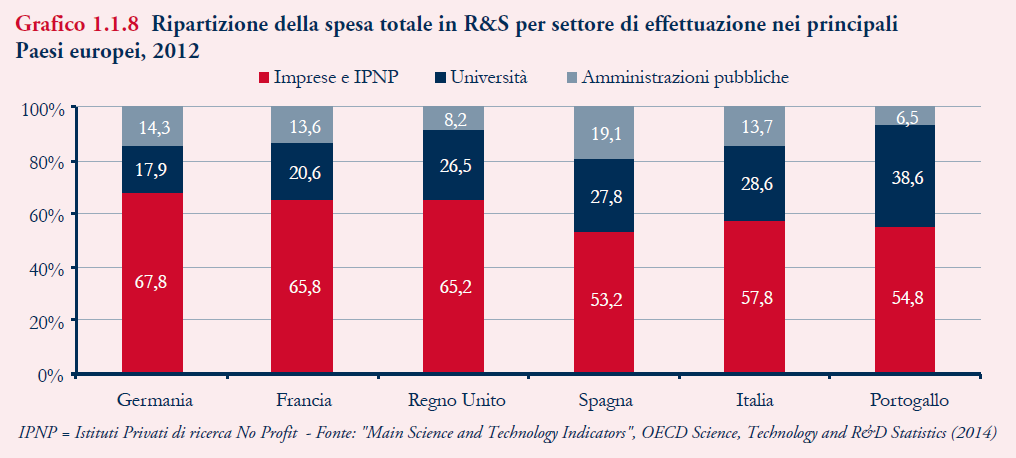 Grafico 1.1.8 Ripartizione della spesa totale in R&S per settore di effettuazione nei principali
Paesi europei, 2012
Imprese e IPNP Università Amministrazioni pubbliche
100%
80%
60%
40%
20%
0%
14,3 13,6 8,2 19,1 13,7 6,5
17,9 20,6 26,5 27,8 28,6 38,6
67,8 65,8 65,2 53,2 57,8 54,8
Germania Francia Regno Unito Spagna Italia Portogallo
IPNP = Istituti Privati di ricerca No Profit - Fonte: "Main Science and Technology Indicators", OECD Science, Technology and R&D Statistics (2014)